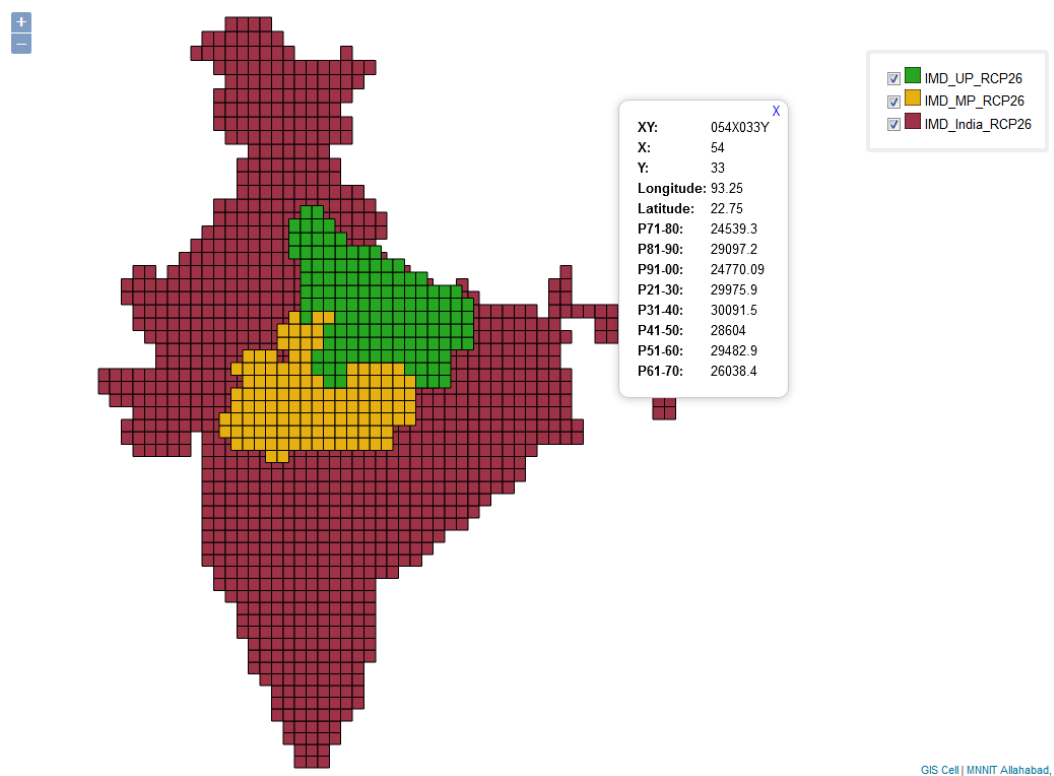 +
−
IMD_UP_RCP26
IMD_MP_RCP26
IMD_India_RCP26
X
XY: 054X033Y
X: 54
Y: 33
Longitude: 93.25
Latitude: 22.75
P71-80: 24539.3
P81-90: 29097.2
P91-00: 24770.09
P21-30: 29975.9
P31-40: 30091.5
P41-50: 28604
P51-60: 29482.9
P61-70: 26038.4
GIS Cell | MNNIT Allahabad,